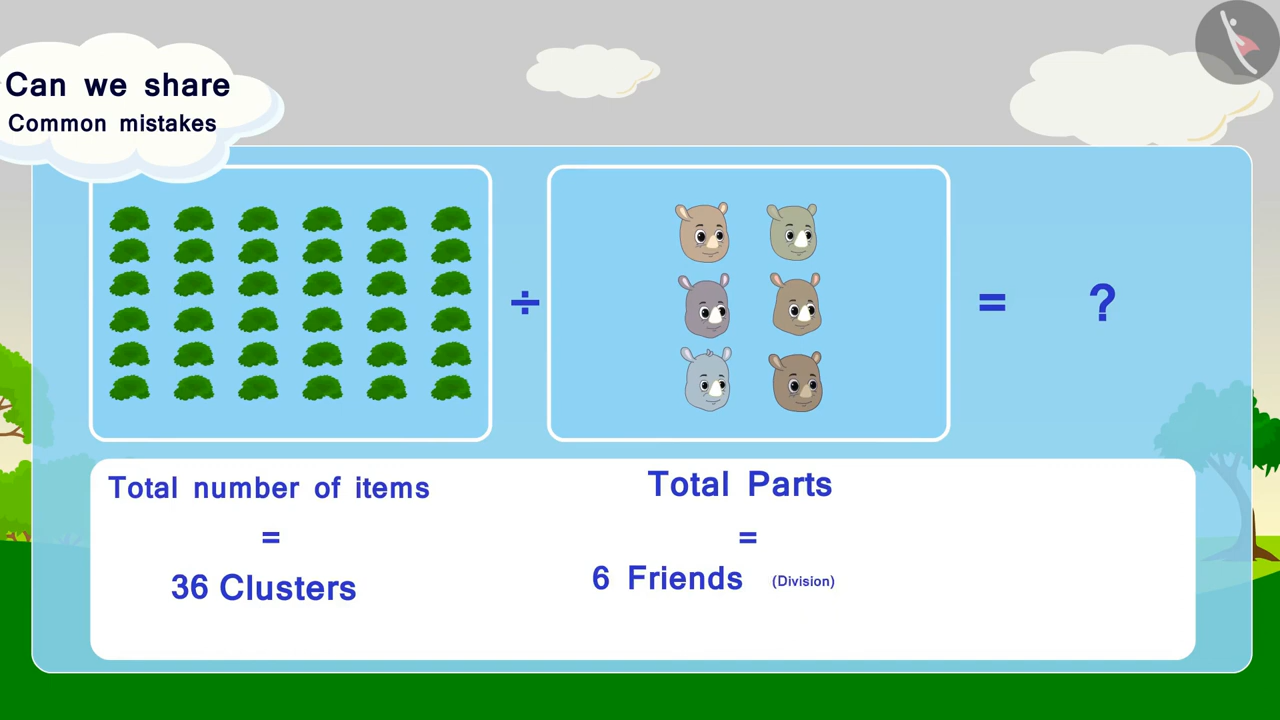 Can we share
Common mistakes
÷
=
?
Total number of items
=
36 Clusters
Total Parts
=
6 Friends (Division)